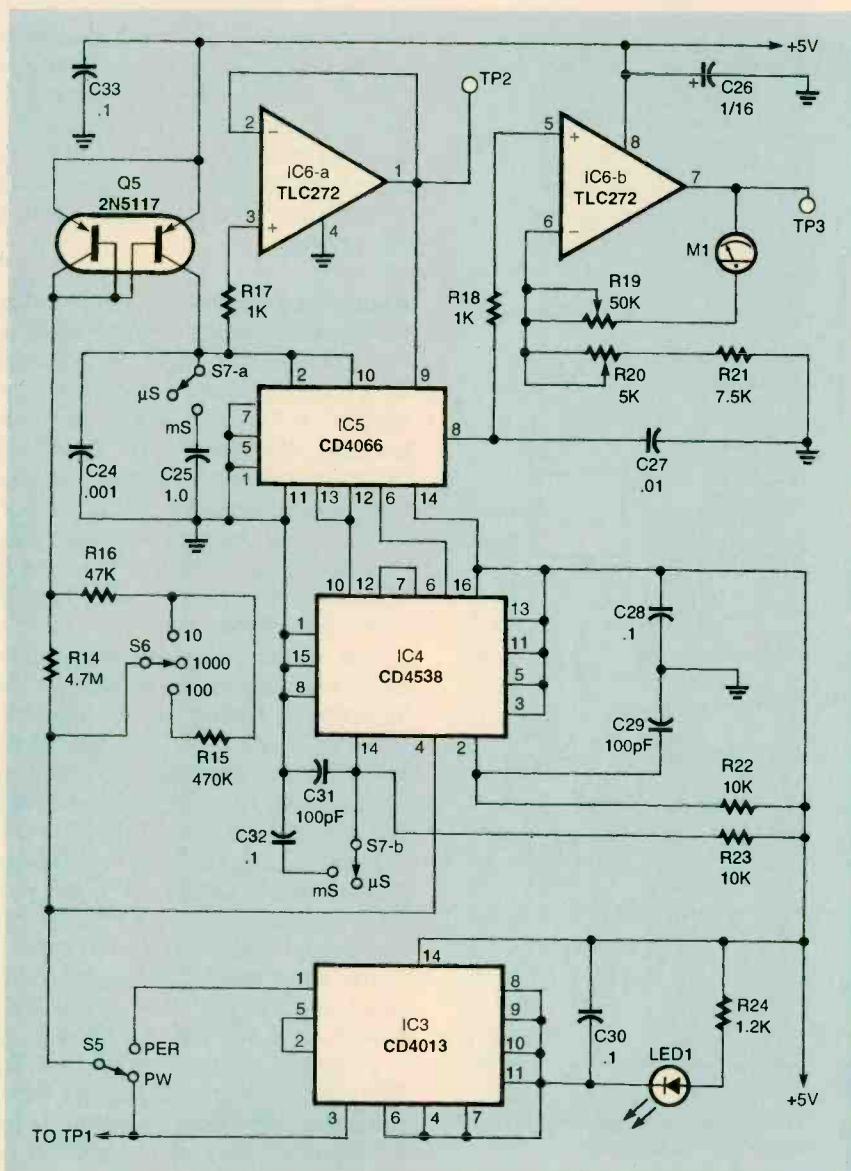 +5V
C33
.1
TP2
C26
1/16
+
2
−
IC6-a
TLC272
1
3
+
4
5
+
8
IC6-b
TLC272
7
6
−
TP3
M1
Q5
2N5117
R17
1K
R18
1K
R19
50K
R20
5K
R21
7.5K
S7-a
μS
mS
2
10
9
7
5
1
IC5
CD4066
8
11
13
12
6
14
C24
.001
C25
1.0
C27
.01
R16
47K
R14
4.7M
S6
10
1000
100
R15
470K
10
12
7
6
16
1
15
8
IC4
CD4538
13
11
5
3
14
4
2
C28
.1
C29
100pF
C31
100pF
C32
.1
S7-b
mS
μS
R22
10K
R23
10K
14
1
5
2
IC3
CD4013
8
9
10
11
3
6
4
7
S5
PER
PW
TO TP1
C30
.1
LED1
R24
1.2K
+5V